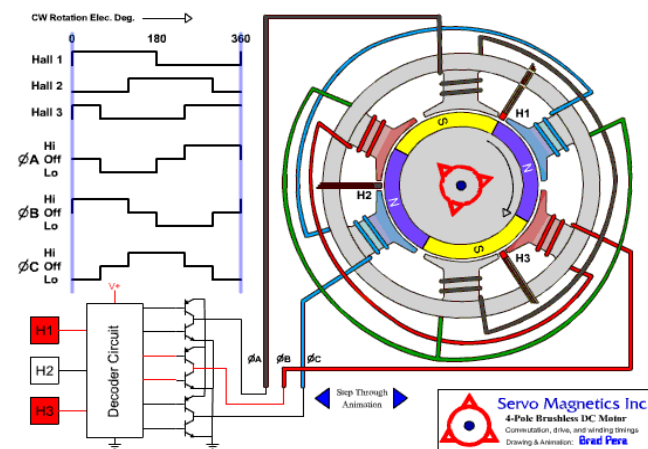 CW Rotation Elec. Deg.
0 180 360
Hall 1
Hall 2
Hall 3
Hi
ØA Off
Lo
Hi
ØB Off
Lo
Hi
ØC Off
Lo
V+
H1
H2
H3
Decoder Circuit
ØA ØB ØC
S
N
N
S
H1
H2
H3
Step Through
Animation
Servo Magnetics Inc
4-Pole Brushless DC Motor
Commutation, drive, and winding timings
Drawing & Animation: Brad Pera